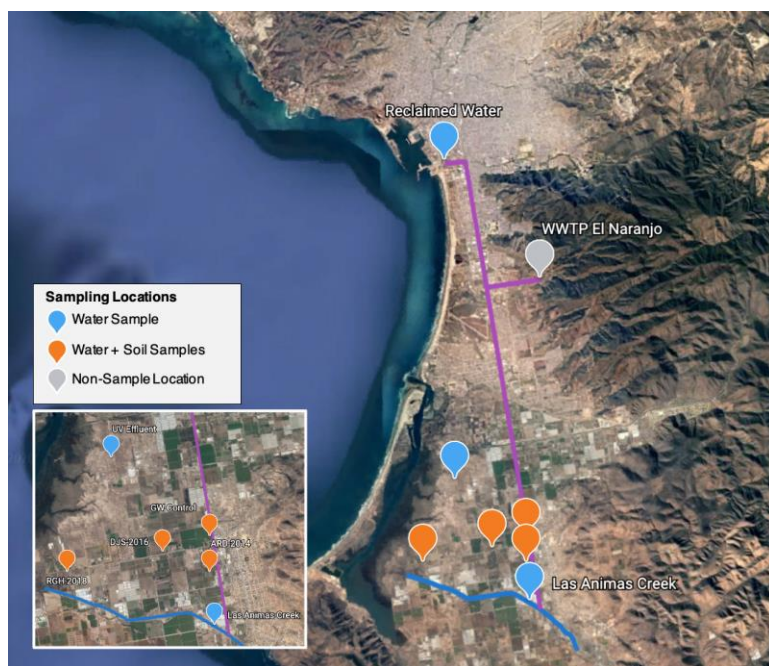 Reclaimed Water
WWTP El Naranjo
Sampling Locations
Water Sample
Water + Soil Samples
Non-Sample Location
UV Effluent
GW Control
DJS-2016
ARD-2014
RGH-2018
Las Animas Creek
Las Animas Creek